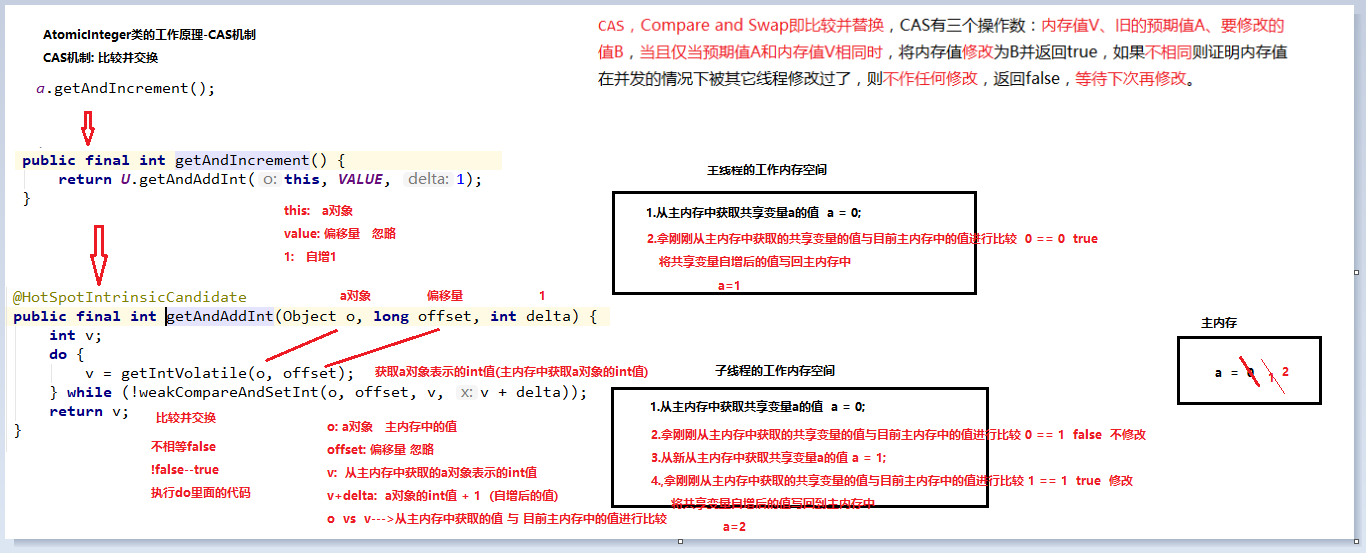 AtomicInteger类的工作原理-CAS机制
CAS机制: 比较并交换
a.getAndIncrement();
CAS，Compare and Swap即比较并替换，CAS有三个操作数：内存值V、旧的预期值A、要修改的
值B，当且仅当预期值A和内存值V相同时，将内存值修改为B并返回true，如果不相同则证明内存值
在并发的情况下被其它线程修改过了，则不作任何修改，返回false，等待下次再修改。
public final int getAndIncrement() {
return U.getAndAddInt( o: this, VALUE, delta: 1);
}
this: a对象
value: 偏移量 忽略
1: 自增1
@HotSpotIntrinsicCandidate
a对象 偏移量 1
public final int getAndAddInt(Object o, long offset, int delta) {
int v;
do {
v = getIntVolatile(o, offset); 获取a对象表示的int值(主内存中获取a对象的int值)
} while (!weakCompareAndSetInt(o, offset, v, x: v + delta));
return v;
}
比较并交换
不相等false
!false--true
执行do里面的代码
o: a对象 主内存中的值
offset: 偏移量 忽略
v: 从主内存中获取的a对象表示的int值
v+delta: a对象的int值 + 1 (自增后的值)
o vs v--->从主内存中获取的值 与 目前主内存中的值进行比较
主线程的工作内存空间
1.从主内存中获取共享变量a的值 a = 0;
2.拿刚刚从主内存中获取的共享变量的值与目前主内存中的值进行比较 0 == 0 true
将共享变量自增后的值写回主内存中
a=1
子线程的工作内存空间
1.从主内存中获取共享变量a的值 a = 0;
2.拿刚刚从主内存中获取的共享变量的值与目前主内存中的值进行比较 0 == 1 false 不修改
3.从新从主内存中获取共享变量a的值 a = 1;
4.,拿刚刚从主内存中获取的共享变量的值与目前主内存中的值进行比较 1 == 1 true 修改
将共享变量自增后的值写回到主内存中
a=2
主内存
a = 0 1 2